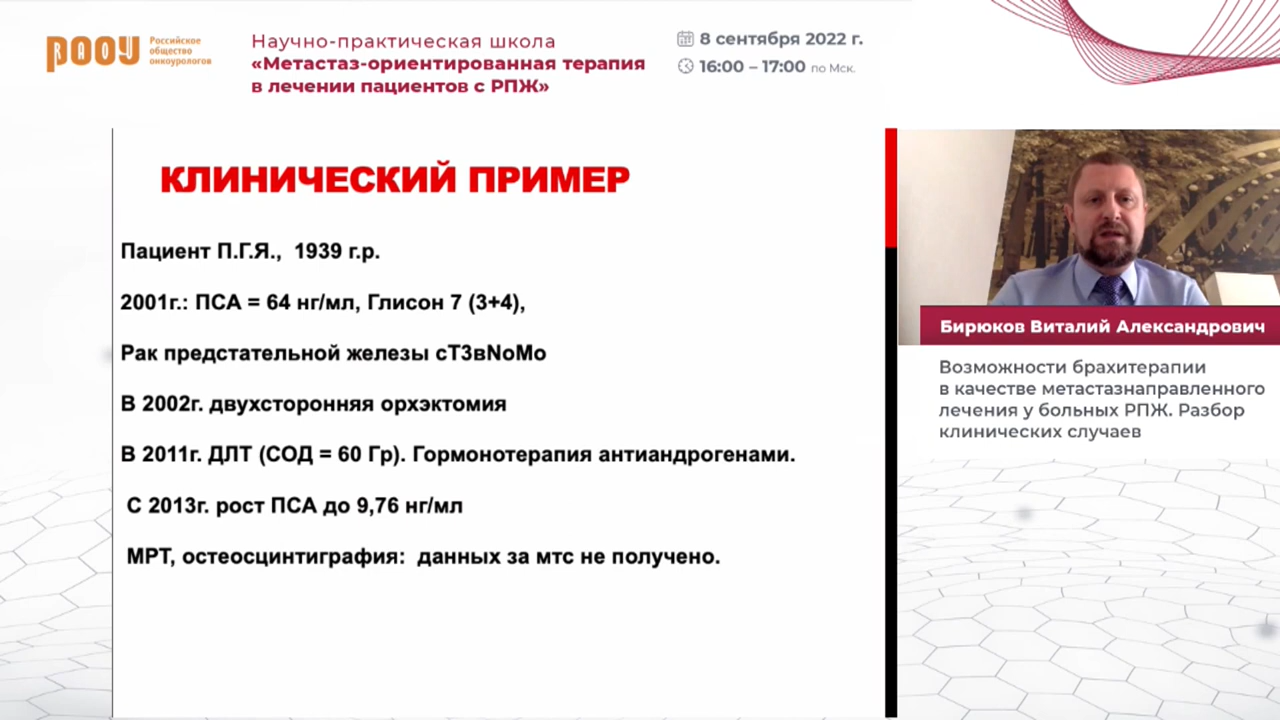 РАОУ
Российское
общество
онкоурологов
Научно-практическая школа
«Метастаз-ориентированная терапия
в лечении пациентов с РПЖ»
8 сентября 2022 г.
16:00 – 17:00 по Мск.
КЛИНИЧЕСКИЙ ПРИМЕР
Пациент П.Г.Я., 1939 г.р.
2001г.: ПСА = 64 нг/мл, Глисон 7 (3+4),
Рак предстательной железы сТ3вNоМо
В 2002г. двухсторонняя орхэктомия
В 2011г. ДЛТ (СОД = 60 Гр). Гормонотерапия антиандрогенами.
С 2013г. рост ПСА до 9,76 нг/мл
МРТ, остеосцинтиграфия: данных за мтс не получено.
Бирюков Виталий Александрович
Возможности брахитерапии
в качестве метастазнаправленного
лечения у больных РПЖ. Разбор
клинических случаев